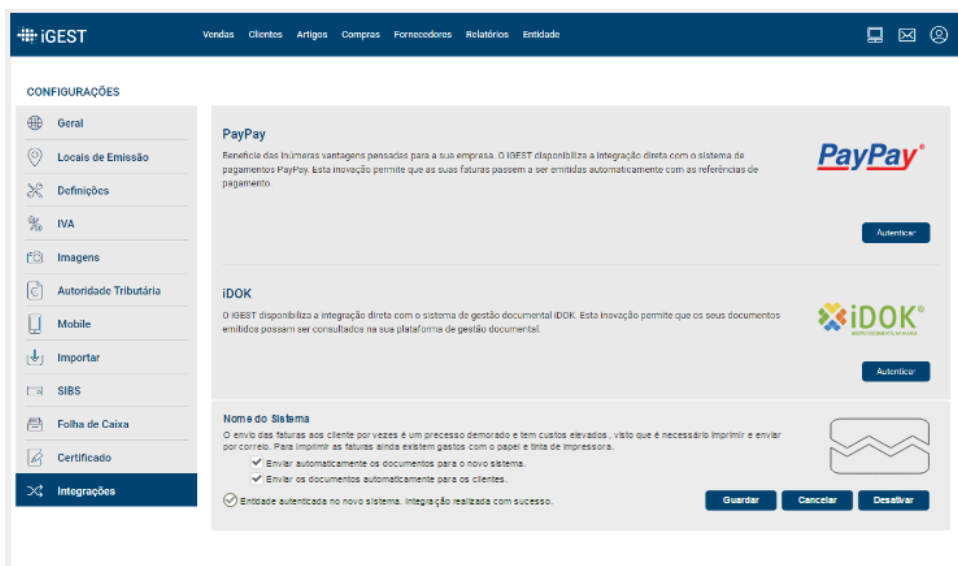 iGEST
Vendas Clientes Artigos Compras Fornecedores Relatórios Entidade
CONFIGURAÇÕES
Geral
Locais de Emissão
Definições
IVA
Imagens
Autoridade Tributária
Mobile
Importar
SIBS
Folha de Caixa
Certificado
Integrações
PayPay
Beneficie das inúmeras vantagens pensadas para a sua empresa. O IGEST disponibiliza a integração direta com o sistema de
pagamentos PayPay. Esta inovação permite que as suas faturas passem a ser emitidas automaticamente com as referências de
pagamento.
PayPay®
Autenticar
iDOK
O IGEST disponibiliza a integração direta com o sistema de gestão documental iDOK. Esta inovação permite que os seus documentos
emitidos possam ser consultados na sua plataforma de gestão documental.
iDOK®
Autenticar
Nome do Sistema
O envio das faturas aos cliente por vezes é um precesso demorado e tem custos elevados , visto que é necessário imprimir e enviar
por correio. Para imprimir as faturas ainda existem gastos com o papel e tinta de impressora.
Enviar automaticamente os documentos para o novo sistema.
Enviar os documentos automaticamente para os clientes.
Entidade autenticada no novo sistema. Integração realizada com sucesso.
Guardar Cancelar Desativar